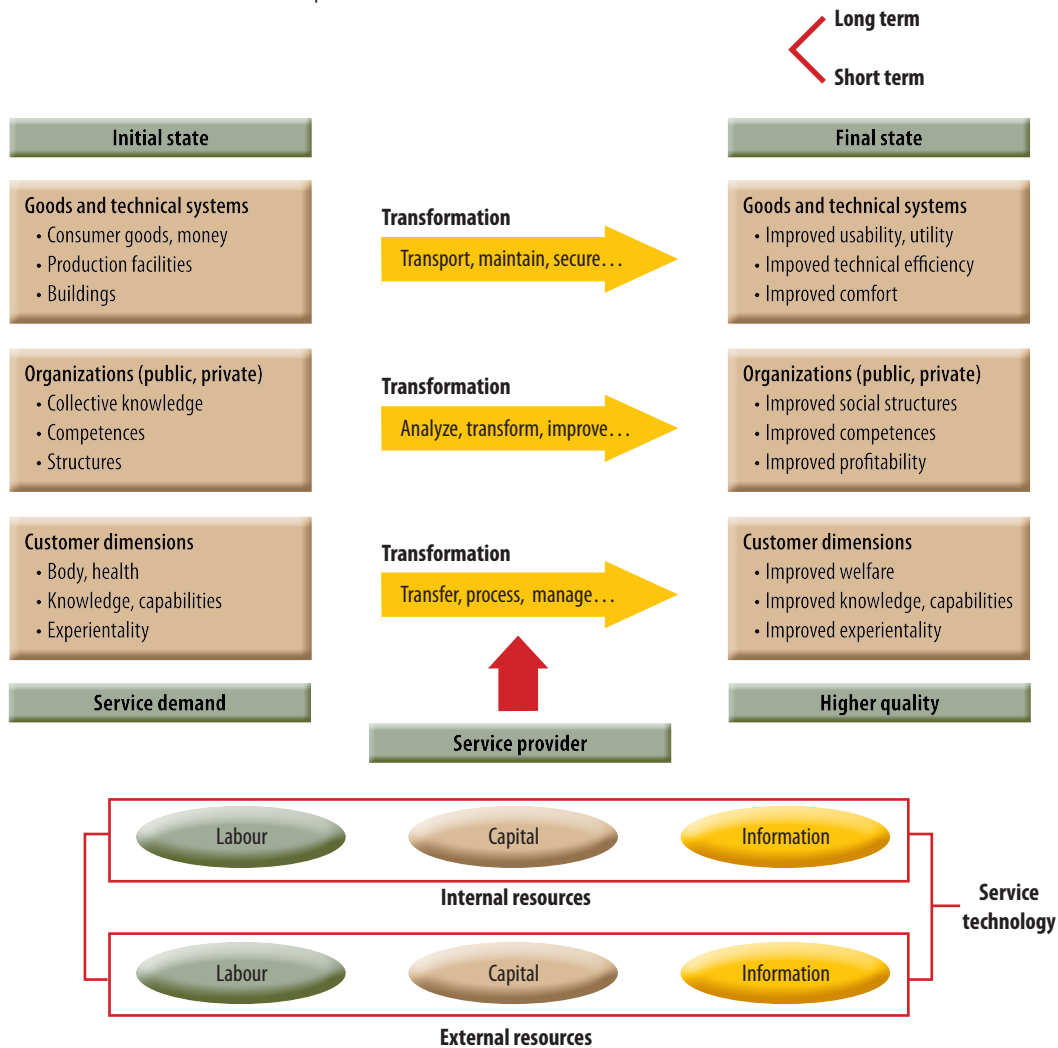 Long term
Short term
Initial state
Final state
Goods and technical systems
• Consumer goods, money
• Production facilities
• Buildings
Transformation
Transport, maintain, secure…
Goods and technical systems
• Improved usability, utility
• Impoved technical efficiency
• Improved comfort
Organizations (public, private)
• Collective knowledge
• Competences
• Structures
Transformation
Analyze, transform, improve…
Organizations (public, private)
• Improved social structures
• Improved competences
• Improved profitability
Customer dimensions
• Body, health
• Knowledge, capabilities
• Experientality
Transformation
Transfer, process, manage…
Customer dimensions
• Improved welfare
• Improved knowledge, capabilities
• Improved experientality
Service demand
Higher quality
Service provider
Labour
Capital
Information
Internal resources
Service
technology
Labour
Capital
Information
External resources